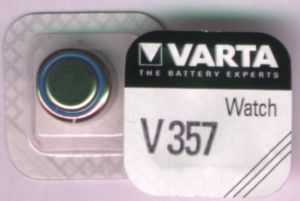 VARTA
THE BATTERY EXPERTS
Watch
V 357